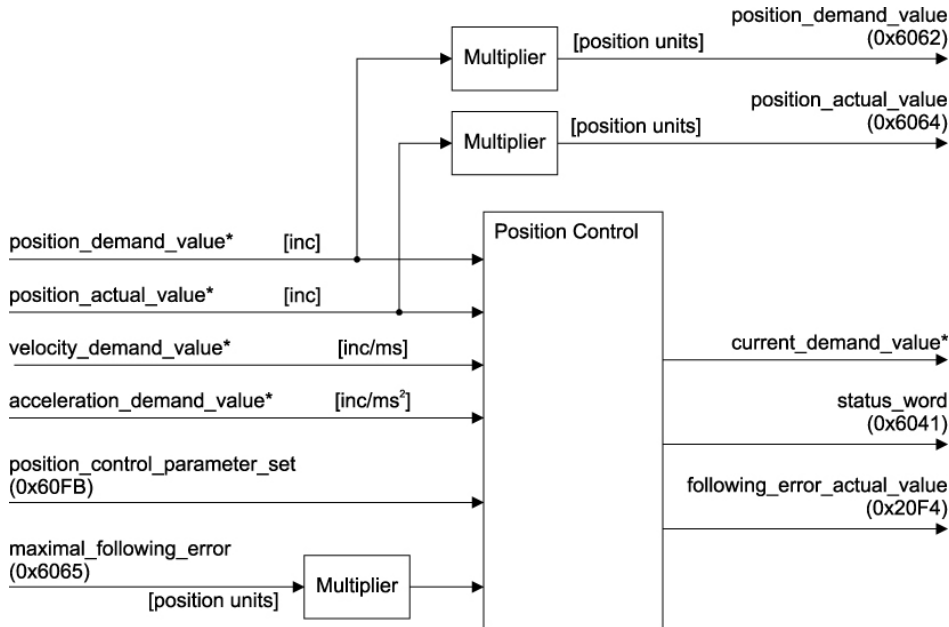 position_demand_value
(0x6062)
Multiplier
[position units]
position_actual_value
(0x6064)
Multiplier
[position units]
Position Control
position_demand_value* [inc]
position_actual_value* [inc]
velocity_demand_value* [inc/ms]
current_demand_value*
acceleration_demand_value* [inc/ms²]
status_word
(0x6041)
position_control_parameter_set
(0x60FB)
following_error_actual_value
(0x20F4)
maximal_following_error
(0x6065)
Multiplier
[position units]